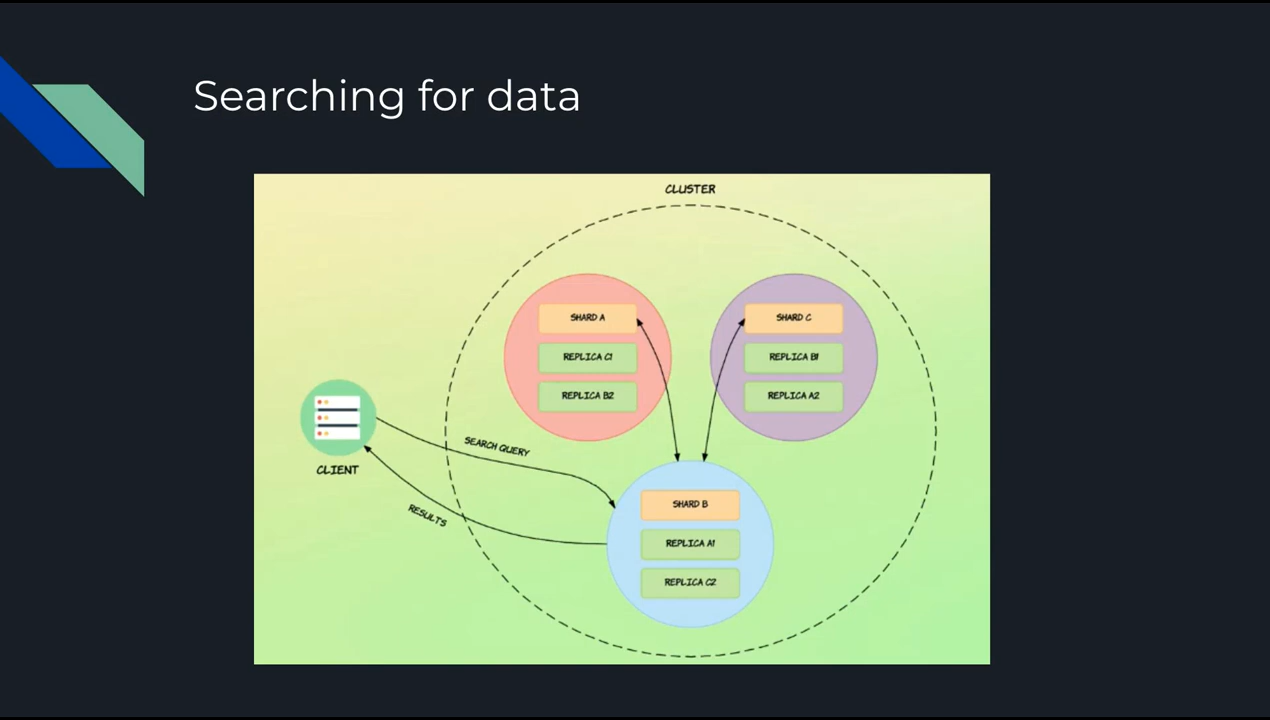 Searching for data
CLUSTER
SHARD A
REPLICA C1
REPLICA B2
SHARD C
REPLICA B1
REPLICA A2
CLIENT
SEARCH QUERY
RESULTS
SHARD B
REPLICA A1
REPLICA C2